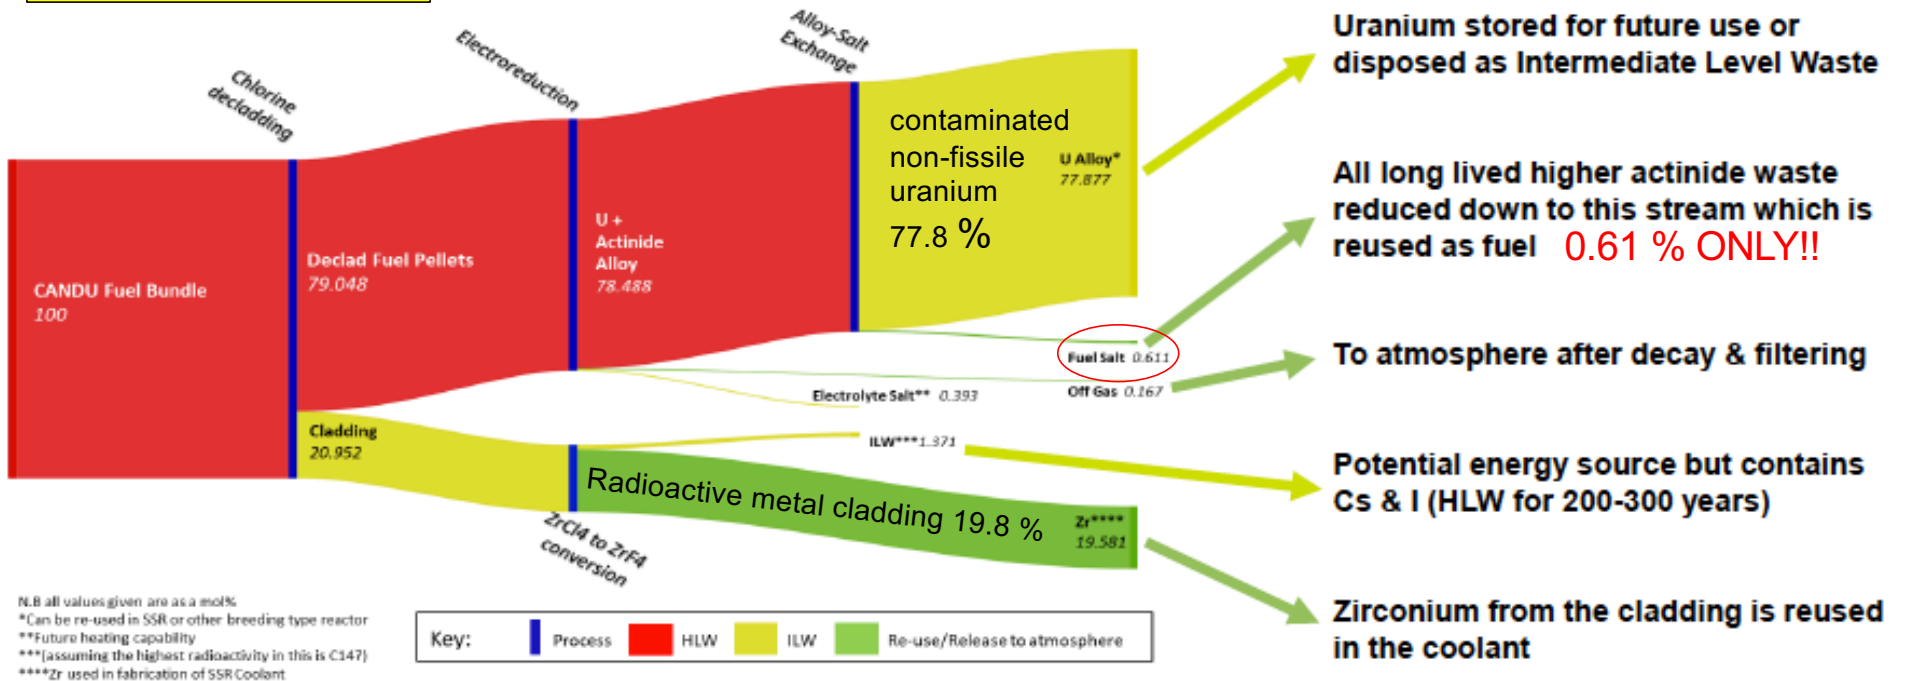 Chlorine
decladding
Electroreduction
Alloy-Salt
Exchange
CANDU Fuel Bundle
100
Declad Fuel Pellets
79.048
U +
Actinide
Alloy
78.488
contaminated
non-fissile
uranium
77.8 %
U Alloy*
77.877
Fuel Salt 0.611
Off Gas 0.167
Electrolyte Salt** 0.393
Cladding
20.952
ILW***1.371
Radioactive metal cladding 19.8 %
Zr****
19.581
ZrCl4 to ZrF4
conversion
Uranium stored for future use or
disposed as Intermediate Level Waste
All long lived higher actinide waste
reduced down to this stream which is
reused as fuel 0.61 % ONLY!!
To atmosphere after decay & filtering
Potential energy source but contains
Cs & I (HLW for 200-300 years)
Zirconium from the cladding is reused
in the coolant
N.B all values given are as a mol%
*Can be re-used in SSR or other breeding type reactor
**Future heating capability
***(assuming the highest radioactivity in this is C147)
****Zr used in fabrication of SSR Coolant
Key: Process HLW ILW Re-use/Release to atmosphere